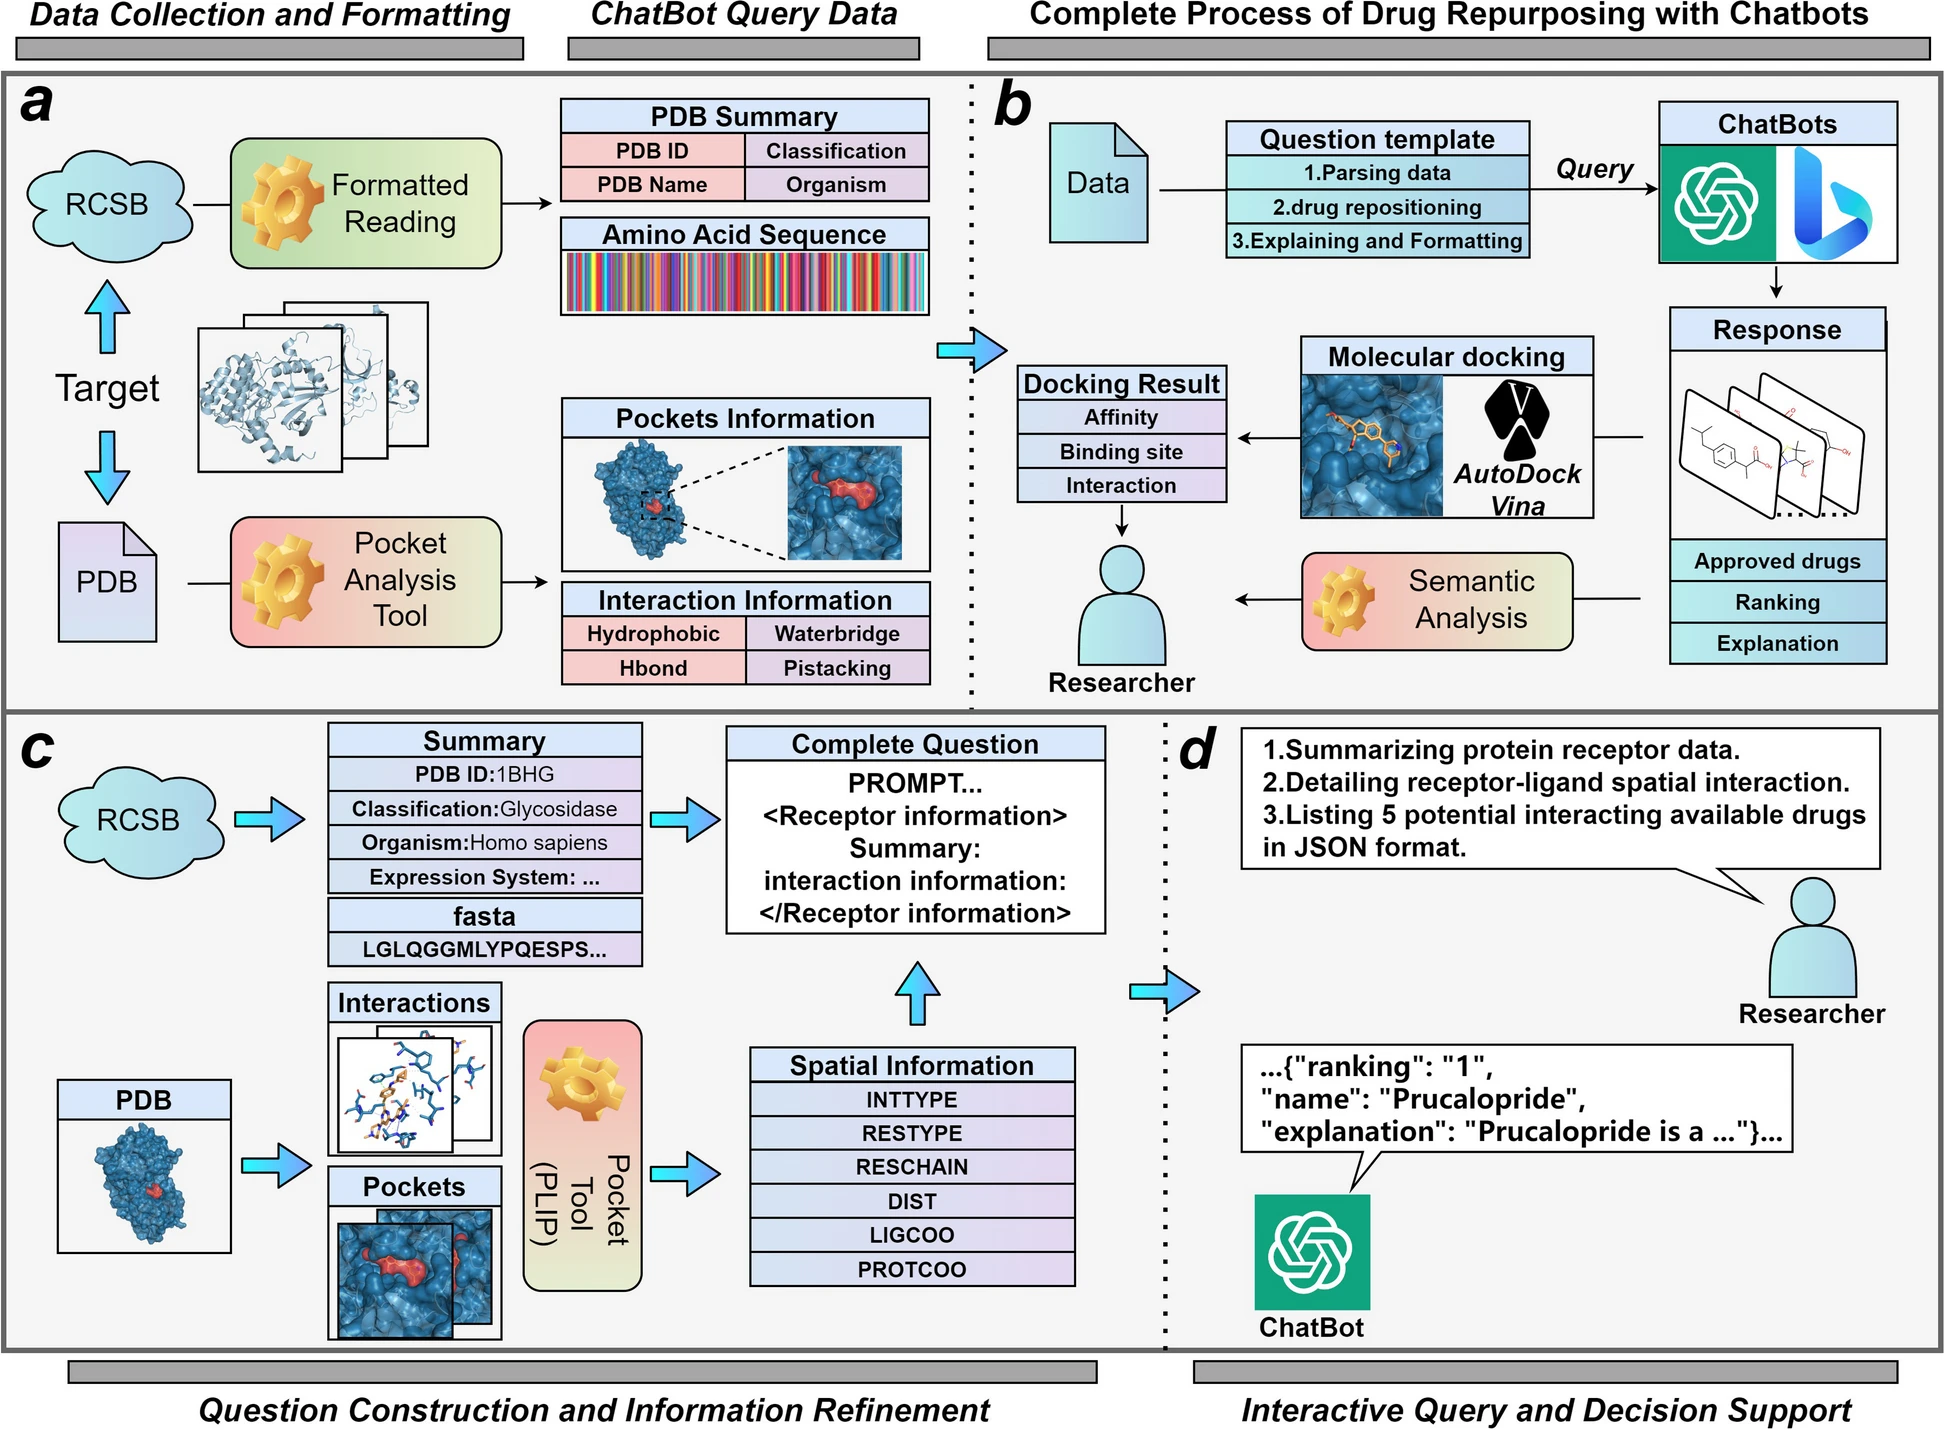 Data Collection and Formatting
ChatBot Query Data
Complete Process of Drug Repurposing with Chatbots
a
RCSB
Formatted
Reading
PDB Summary
PDB ID
Classification
PDB Name
Organism
Amino Acid Sequence
Target
Pockets Information
PDB
Pocket
Analysis
Tool
Interaction Information
Hydrophobic
Waterbridge
Hbond
Pistacking
b
Data
Question template
1.Parsing data
2.drug repositioning
3.Explaining and Formatting
Query
ChatBots
Response
Approved drugs
Ranking
Explanation
Molecular docking
V
AutoDock
Vina
Docking Result
Affinity
Binding site
Interaction
Semantic
Analysis
Researcher
c
RCSB
Summary
PDB ID:1BHG
Classification:Glycosidase
Organism:Homo sapiens
Expression System: ...
fasta
LGLQGGMLYPQESPS...
Complete Question
PROMPT...
<Receptor information>
Summary:
interaction information:
</Receptor information>
PDB
Interactions
Pockets
Pocket
Tool
(PLIP)
Spatial Information
INTTYPE
RESTYPE
RESCHAIN
DIST
LIGCOO
PROTCOO
d
1.Summarizing protein receptor data.
2.Detailing receptor-ligand spatial interaction.
3.Listing 5 potential interacting available drugs
in JSON format.
Researcher
...{"ranking": "1",
"name": "Prucalopride",
"explanation": "Prucalopride is a ..."}...
ChatBot
Question Construction and Information Refinement
Interactive Query and Decision Support